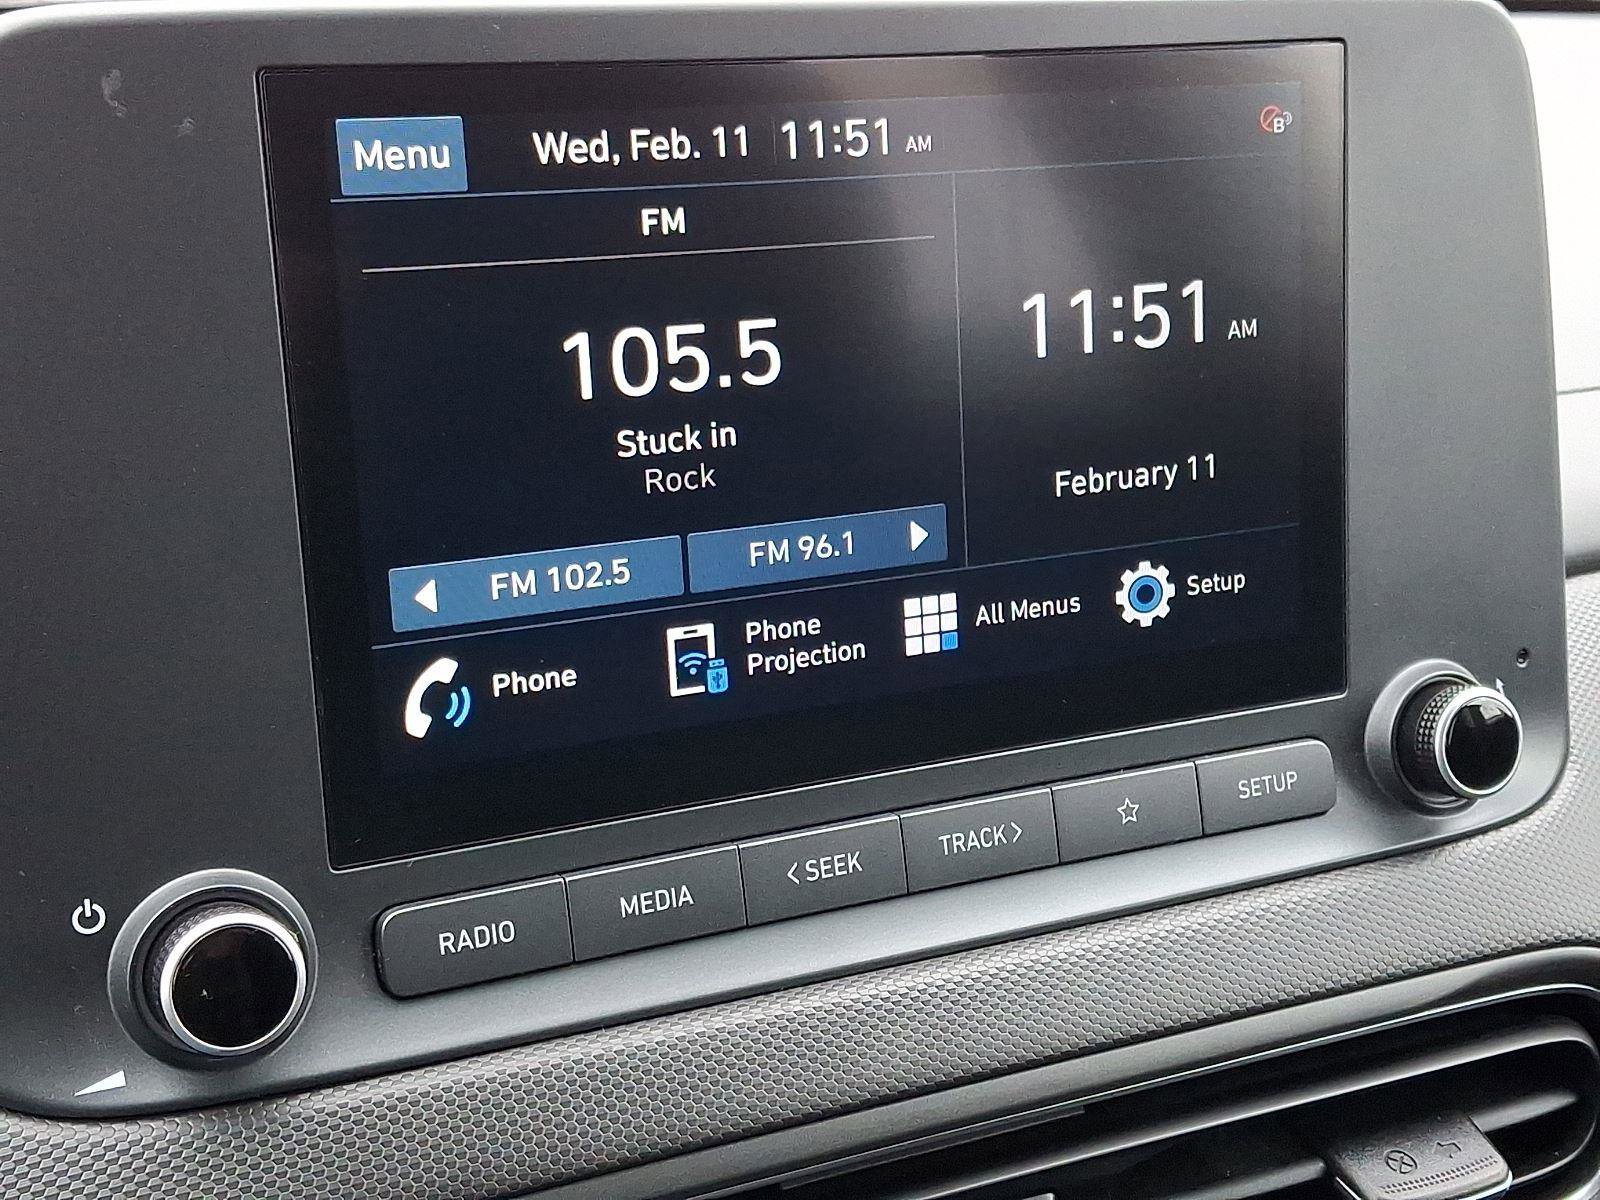 Menu
Wed, Feb. 11
11:51 AM
B
FM
105.5
Stuck in
Rock
FM 102.5
FM 96.1
11:51 AM
February 11
Phone
Phone
Projection
All Menus
Setup
RADIO
MEDIA
< SEEK
TRACK >
SETUP